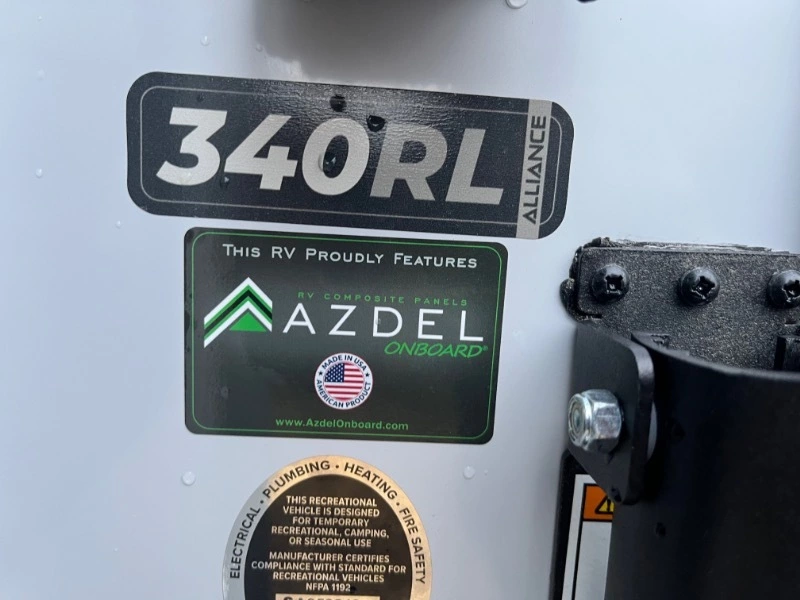 340RL
ALLIANCE
THIS RV PROUDLY FEATURES
RV COMPOSITE PANELS
AZDEL
ONBOARD®
MADE IN USA
AMERICAN PRODUCT
www.AzdelOnboard.com
ELECTRICAL • PLUMBING • HEATING • FIRE SAFETY
THIS RECREATIONAL
VEHICLE IS DESIGNED
FOR TEMPORARY
RECREATIONAL, CAMPING,
OR SEASONAL USE
MANUFACTURER CERTIFIES
COMPLIANCE WITH STANDARD FOR
RECREATIONAL VEHICLES
NFPA 1192